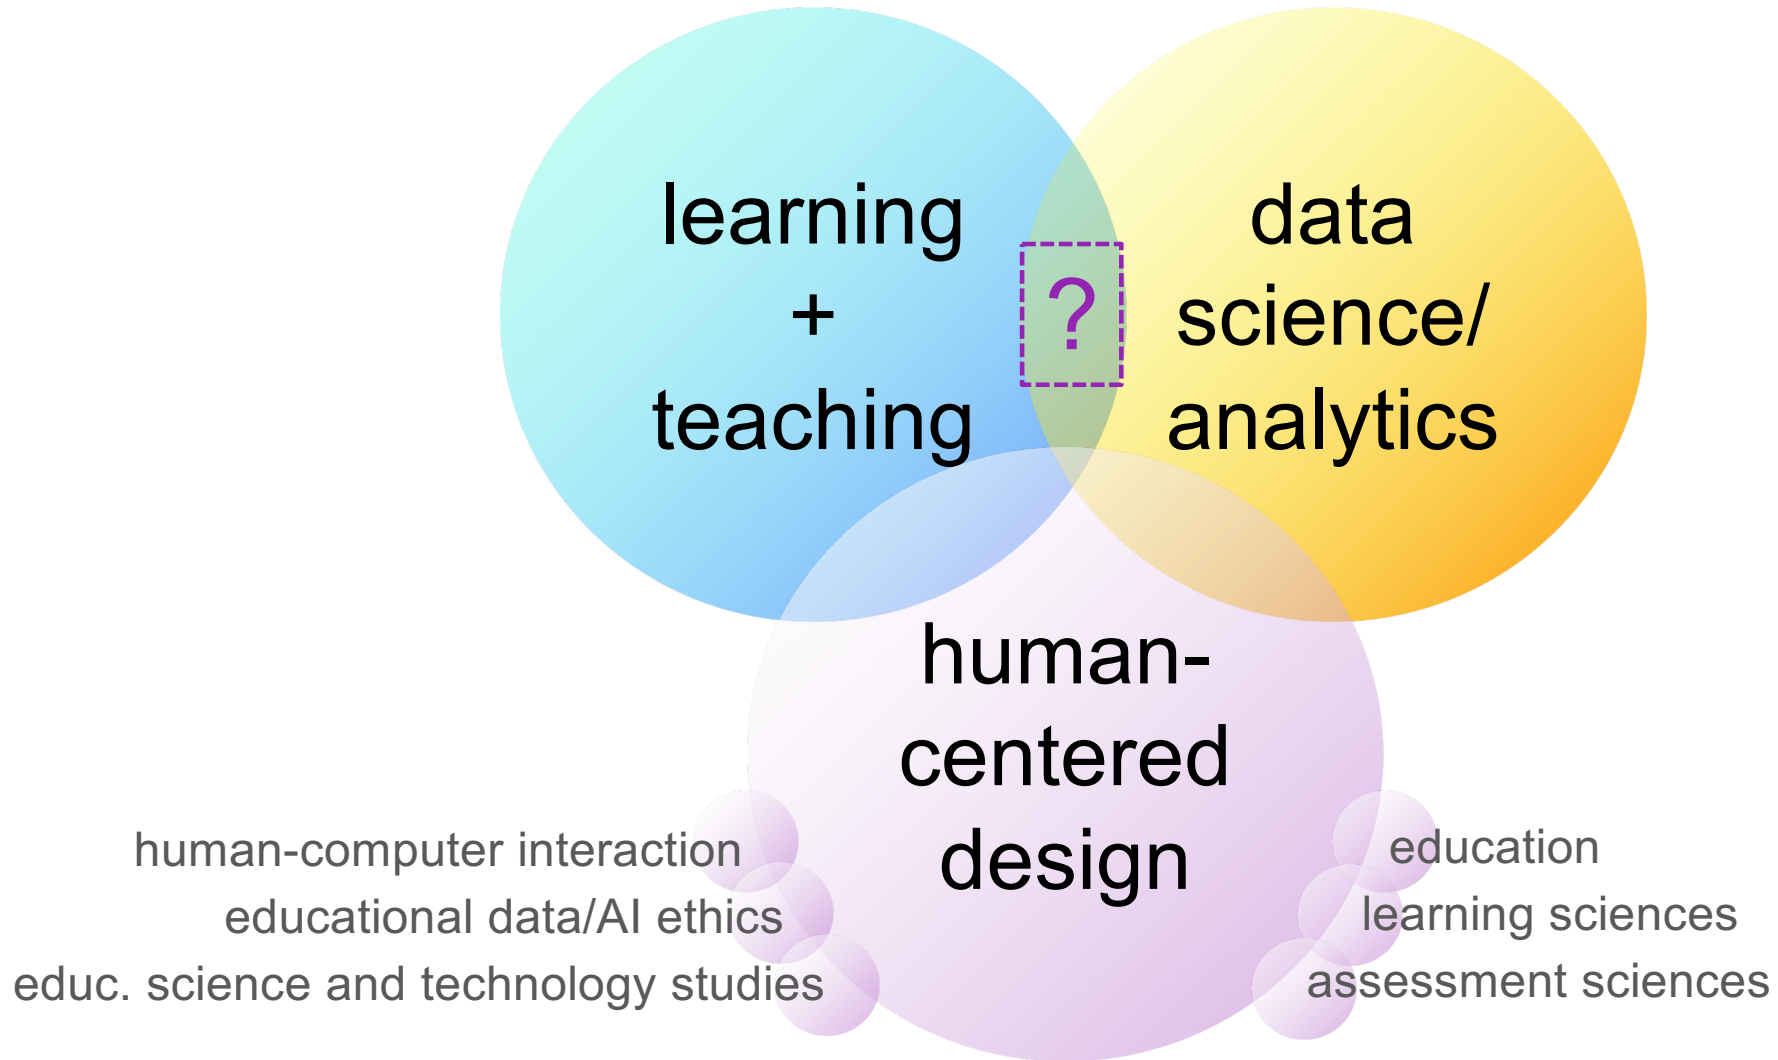 learning
+
teaching
?
data
science/
analytics
human-
centered
design
human-computer interaction
educational data/AI ethics
educ. science and technology studies
education
learning sciences
assessment sciences